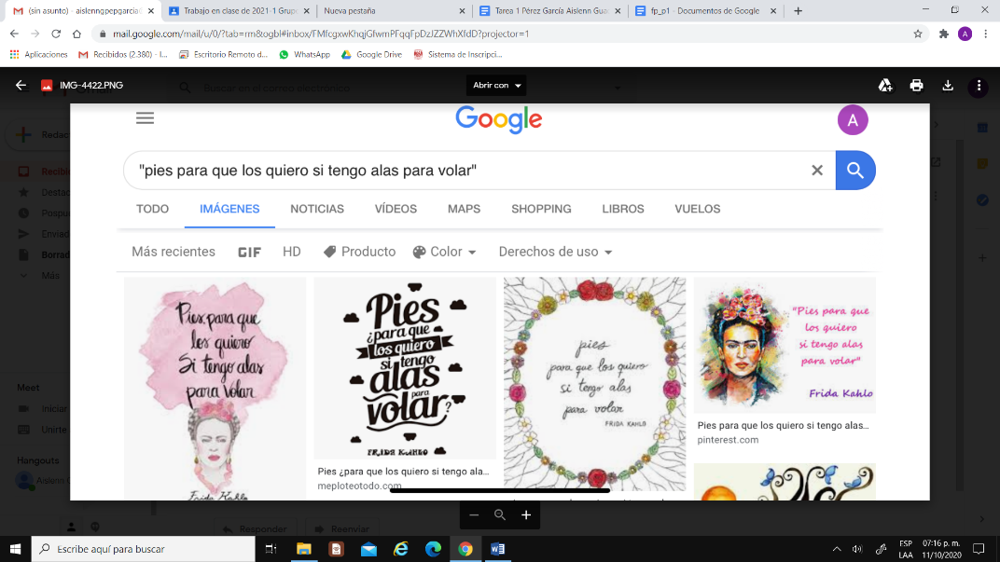 (sin asunto) - aislenngpepgarcia@
Trabajo en clase de 2021-1 Grup
Nueva pestaña
Tarea 1 Pérez García Aislenn Gua
fp_p1 - Documentos de Google
mail.google.com/mail/u/0/?tab=rm&ogbl#inbox/FMfcgxwKhqjGfwmPFqqFpDzJZZWhXfdD?projector=1
Aplicaciones
Recibidos (2.380) - l...
Escritorio Remoto d...
WhatsApp
Google Drive
Sistema de Inscripci...
IMG-4422.PNG
Buscar en el correo electrónico
Abrir con
Redac
Recibi
Destac
Pospu
Enviad
Borrad
Más
Meet
Iniciar
Unirte
Hangouts
Aislenn
Google
A
"pies para que los quiero si tengo alas para volar"
TODO
IMÁGENES
NOTICIAS
VÍDEOS
MAPS
SHOPPING
LIBROS
VUELOS
Más recientes
GIF
HD
Producto
Color
Derechos de uso
Pies para que
los quiero
Si tengo alas
para volar
Frida Kahlo
Pies
¿para que
los quiero
si tengo
alas
para
volar?
FRIDA KAHLO
Pies ¿para que los quiero si tengo ala...
meploteotodo.com
pies
para que los quiero
si tengo alas
para volar
FRIDA KAHLO
"Pies para que
los quiero
si tengo alas
para volar"
Frida Kahlo
Pies para que los quiero si tengo alas...
pinterest.com
Responder
Reenviar
Escribe aquí para buscar
ESP
LAA
07:16 p. m.
11/10/2020